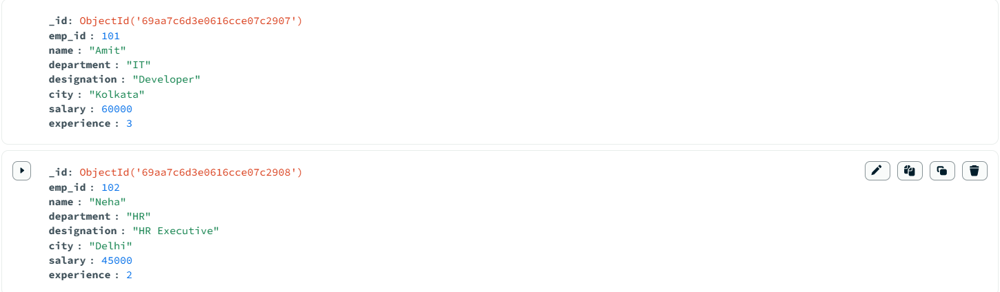 _id: ObjectId('69aa7c6d3e0616cce07c2907')
emp_id : 101
name : "Amit"
department : "IT"
designation : "Developer"
city : "Kolkata"
salary : 60000
experience : 3
_id: ObjectId('69aa7c6d3e0616cce07c2908')
emp_id : 102
name : "Neha"
department : "HR"
designation : "HR Executive"
city : "Delhi"
salary : 45000
experience : 2